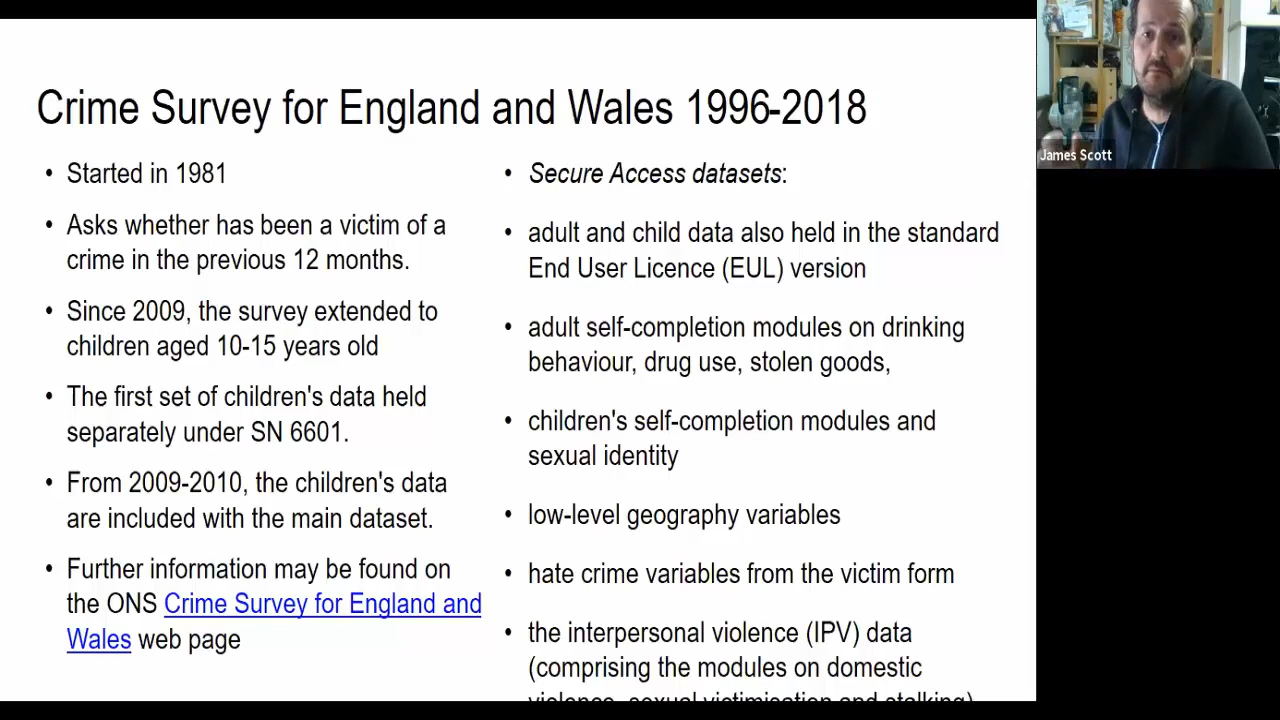 Crime Survey for England and Wales 1996-2018
• Started in 1981
• Asks whether has been a victim of a
crime in the previous 12 months.
• Since 2009, the survey extended to
children aged 10-15 years old
• The first set of children's data held
separately under SN 6601.
• From 2009-2010, the children's data
are included with the main dataset.
• Further information may be found on
the ONS Crime Survey for England and
Wales web page
• Secure Access datasets:
• adult and child data also held in the standard
End User Licence (EUL) version
• adult self-completion modules on drinking
behaviour, drug use, stolen goods,
• children's self-completion modules and
sexual identity
• low-level geography variables
• hate crime variables from the victim form
• the interpersonal violence (IPV) data
(comprising the modules on domestic
violence, sexual victimisation and stalking)
James Scott